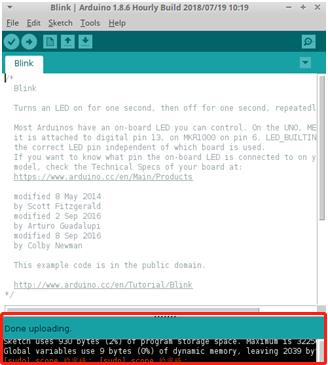 Blink | Arduino 1.8.6 Hourly Build 2018/07/19 10:19
File Edit Sketch Tools Help
Blink
/*
Blink
Turns an LED on for one second, then off for one second, repeatedl
Most Arduinos have an on-board LED you can control. On the UNO, ME
it is attached to digital pin 13, on MKR1000 on pin 6. LED_BUILTIN
the correct LED pin independent of which board is used.
If you want to know what pin the on-board LED is connected to on y
model, check the Technical Specs of your board at:
https://www.arduino.cc/en/Main/Products
modified 8 May 2014
by Scott Fitzgerald
modified 2 Sep 2016
by Arturo Guadalupi
modified 8 Sep 2016
by Colby Newman
This example code is in the public domain.
http://www.arduino.cc/en/Tutorial/Blink
*/
Done uploading.
Sketch uses 930 bytes (2%) of program storage space. Maximum is 3225
Global variables use 9 bytes (0%) of dynamic memory, leaving 2039 by
[sudo] [sudo]